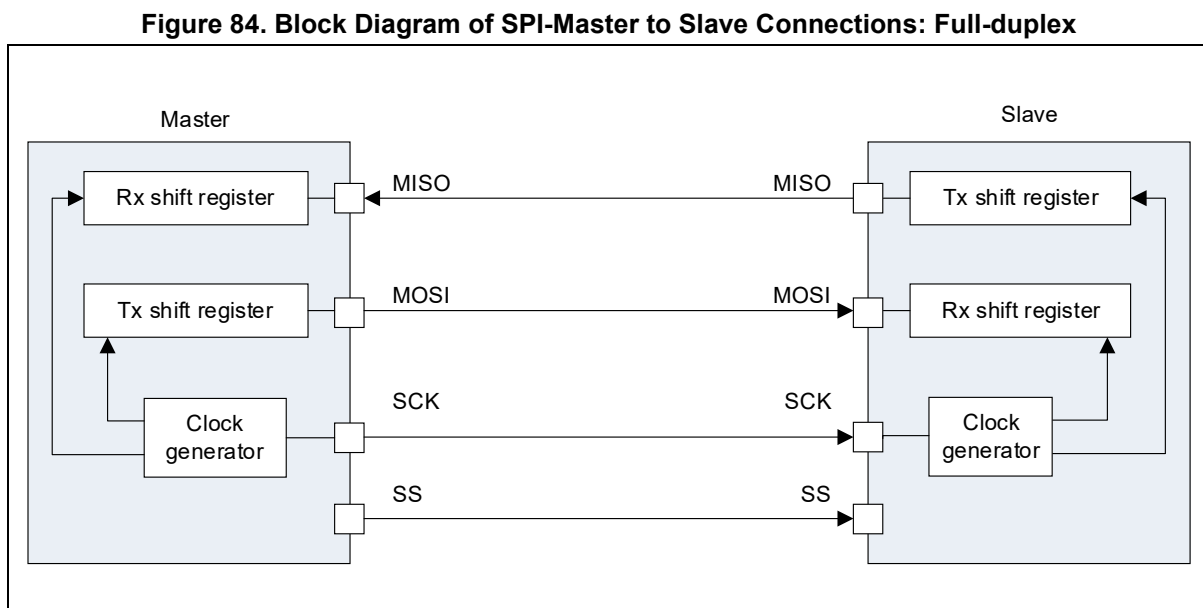 Figure 84. Block Diagram of SPI-Master to Slave Connections: Full-duplex
Master
Slave
Rx shift register
MISO
MISO
Tx shift register
Tx shift register
MOSI
MOSI
Rx shift register
Clock
generator
SCK
SCK
Clock
generator
SS
SS